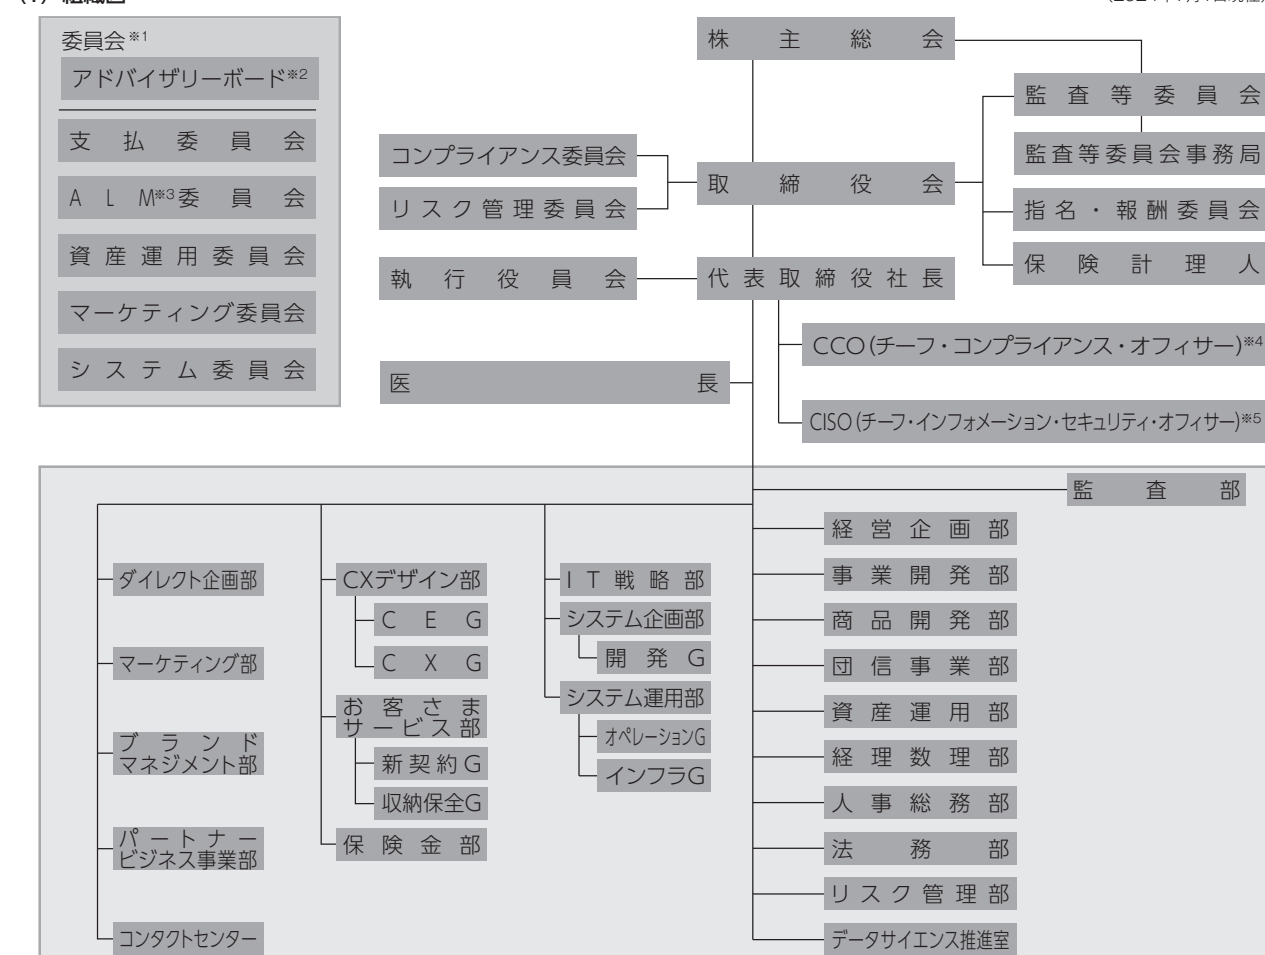 委員会※1
アドバイザリーボード※2
支払委員会
ALM※3委員会
資産運用委員会
マーケティング委員会
システム委員会
株主総会
監査等委員会
監査等委員会事務局
コンプライアンス委員会
リスク管理委員会
取締役会
指名・報酬委員会
保険計理人
執行役員会
代表取締役社長
CCO(チーフ・コンプライアンス・オフィサー)※4
医長
CISO(チーフ・インフォメーション・セキュリティ・オフィサー)※5
監査部
ダイレクト企画部
マーケティング部
ブランド
マネジメント部
パートナー
ビジネス事業部
コンタクトセンター
CXデザイン部
CEG
CXG
お客さま
サービス部
新契約G
収納保全G
保険金部
IT戦略部
システム企画部
開発G
システム運用部
オペレーションG
インフラG
経営企画部
事業開発部
商品開発部
団信事業部
資産運用部
経理数理部
人事総務部
法務部
リスク管理部
データサイエンス推進室